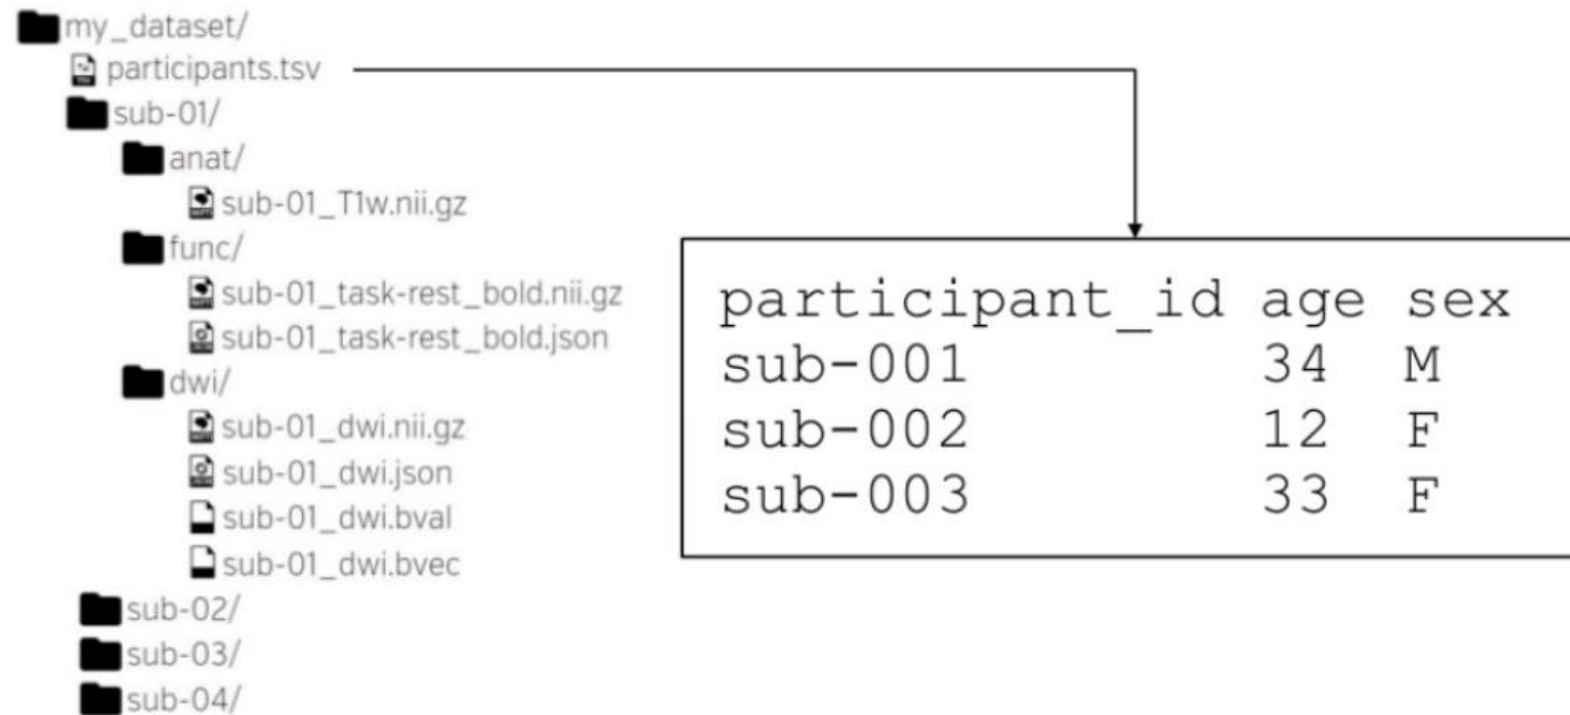 my_dataset/
participants.tsv
sub-01/
anat/
sub-01_T1w.nii.gz
func/
sub-01_task-rest_bold.nii.gz
sub-01_task-rest_bold.json
dwi/
sub-01_dwi.nii.gz
sub-01_dwi.json
sub-01_dwi.bval
sub-01_dwi.bvec
sub-02/
sub-03/
sub-04/
participant_id age sex
sub-001 34 M
sub-002 12 F
sub-003 33 F